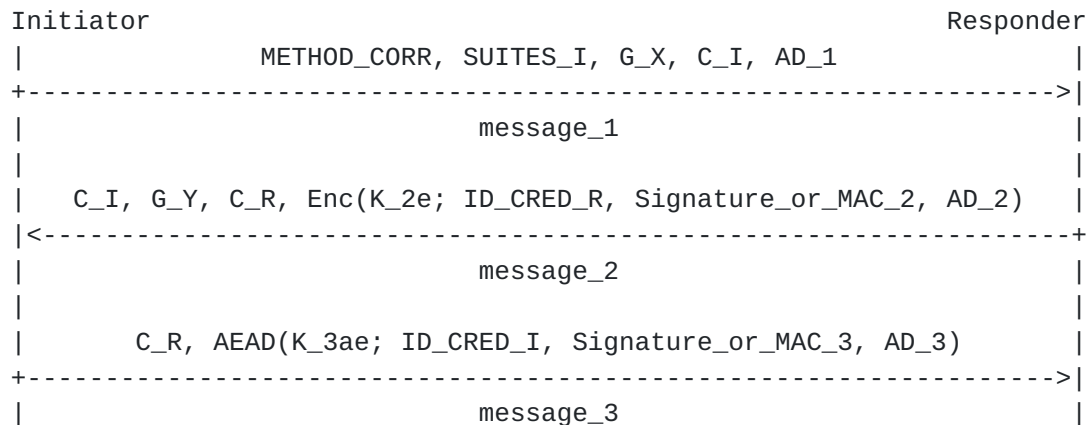 Initiator                                                   Responder
|             METHOD_CORR, SUITES_I, G_X, C_I, AD_1                 |
+------------------------------------------------------------------>|
|                             message_1                             |
|                                                                   |
|   C_I, G_Y, C_R, Enc(K_2e; ID_CRED_R, Signature_or_MAC_2, AD_2)   |
|<------------------------------------------------------------------+
|                             message_2                             |
|                                                                   |
|       C_R, AEAD(K_3ae; ID_CRED_I, Signature_or_MAC_3, AD_3)       |
+------------------------------------------------------------------>|
|                             message_3                             |